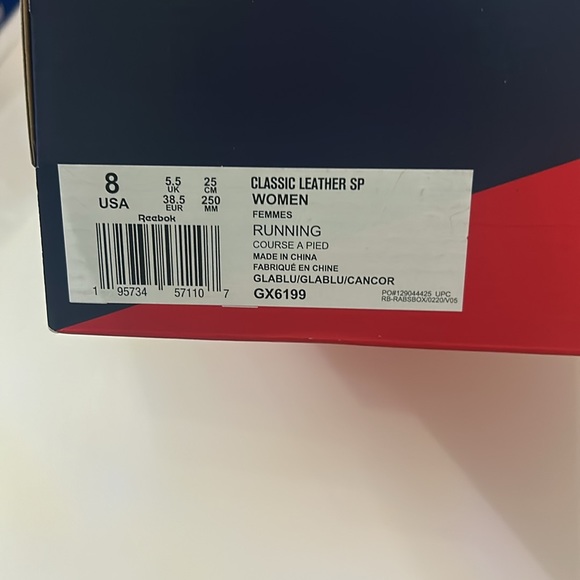 8
USA
5.5
UK
38.5
EUR
25
CM
250
MM
Reebok
1 95734 57110 7
CLASSIC LEATHER SP
WOMEN
FEMMES
RUNNING
COURSE A PIED
MADE IN CHINA
FABRIQUÉ EN CHINE
GLABLU/GLABLU/CANCOR
GX6199
PO#129044425 UPC
RB-RABSBOX/0220/V05